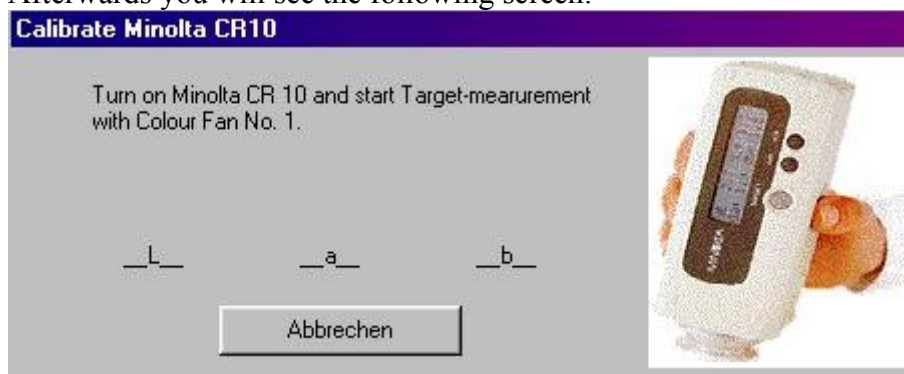 Afterwards you will see the following screen:
Calibrate Minolta CR10
Turn on Minolta CR 10 and start Target-mearurement
with Colour Fan No. 1.
__L__ __a__ __b__
Abbrechen